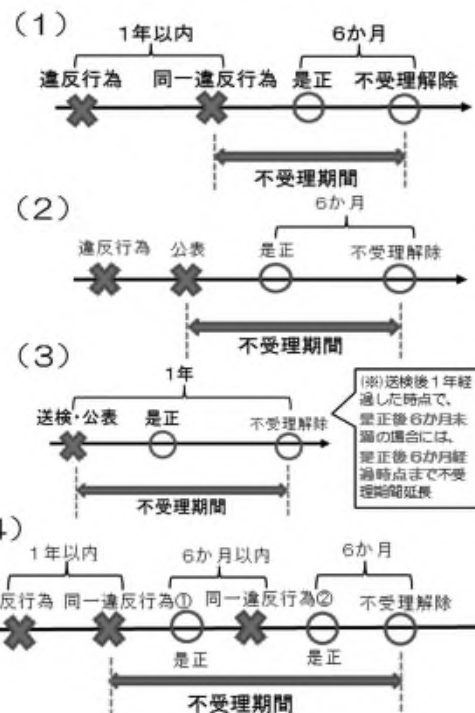 (1)
1年以内
6か月
違反行為 同一違反行為 是正 不受理解除
不受理期間
(2)
6か月
違反行為 公表 是正 不受理解除
不受理期間
(3)
1年
送検・公表 是正 不受理解除
不受理期間
(※)送検後1年経
過した時点で、
是正後6か月未
満の場合には、
是正後6か月経
過時点まで不受
理期間延長
4)
1年以内 6か月以内 6か月
反行為 同一違反行為① 同一違反行為② 不受理解除
是正 是正
不受理期間